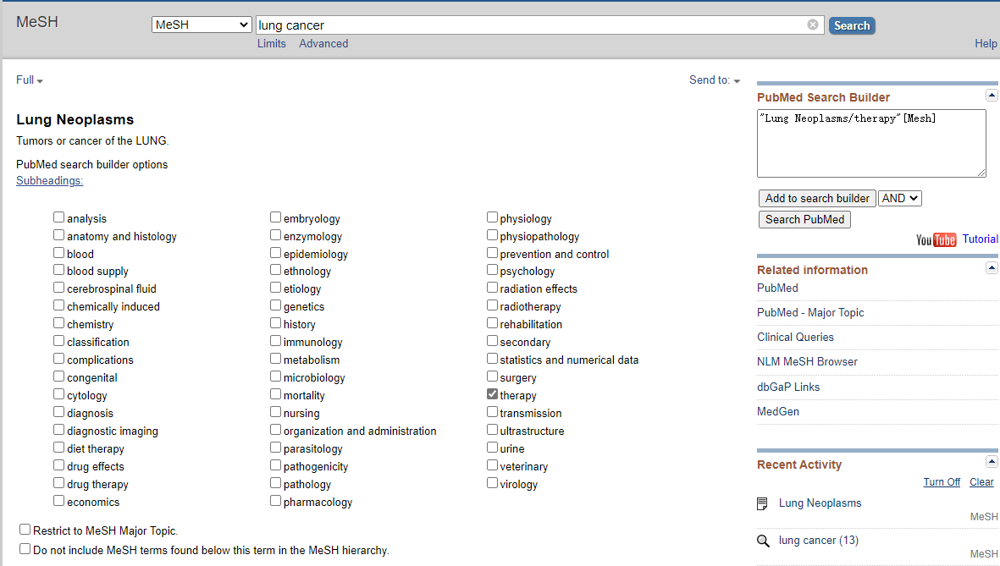 MeSH
MeSH lung cancer Search
Limits Advanced Help
Full Send to:
Lung Neoplasms
Tumors or cancer of the LUNG.
PubMed search builder options
Subheadings:
analysis
anatomy and histology
blood
blood supply
cerebrospinal fluid
chemically induced
chemistry
classification
complications
congenital
cytology
diagnosis
diagnostic imaging
diet therapy
drug effects
drug therapy
economics
embryology
enzymology
epidemiology
ethnology
etiology
genetics
history
immunology
metabolism
microbiology
mortality
nursing
organization and administration
parasitology
pathogenicity
pathology
pharmacology
physiology
physiopathology
prevention and control
psychology
radiation effects
radiotherapy
rehabilitation
secondary
statistics and numerical data
surgery
therapy
transmission
ultrastructure
urine
veterinary
virology
Restrict to MeSH Major Topic.
Do not include MeSH terms found below this term in the MeSH hierarchy.
PubMed Search Builder
"Lung Neoplasms/therapy"[Mesh]
Add to search builder AND
Search PubMed
YouTube Tutorial
Related information
PubMed
PubMed - Major Topic
Clinical Queries
NLM MeSH Browser
dbGaP Links
MedGen
Recent Activity
Turn Off Clear
Lung Neoplasms
MeSH
lung cancer (13)
MeSH